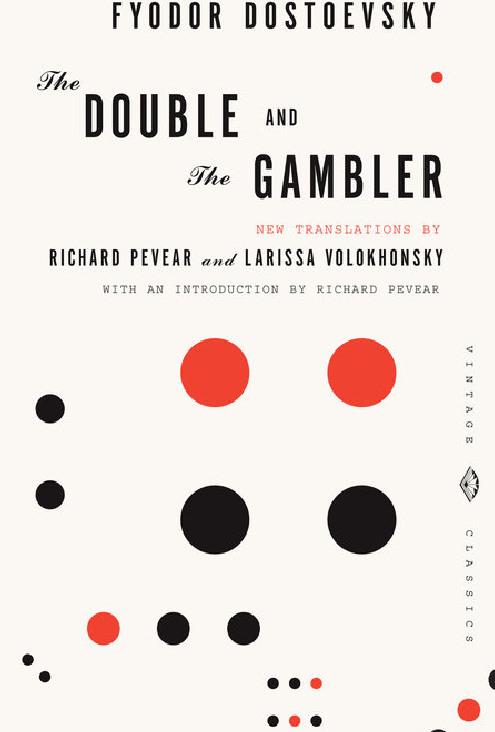 FYODOR DOSTOEVSKY
The
DOUBLE AND
The GAMBLER
NEW TRANSLATIONS BY
RICHARD PEVEAR and LARISSA VOLOKHONSKY
WITH AN INTRODUCTION BY RICHARD PEVEAR
VINTAGE
CLASSICS